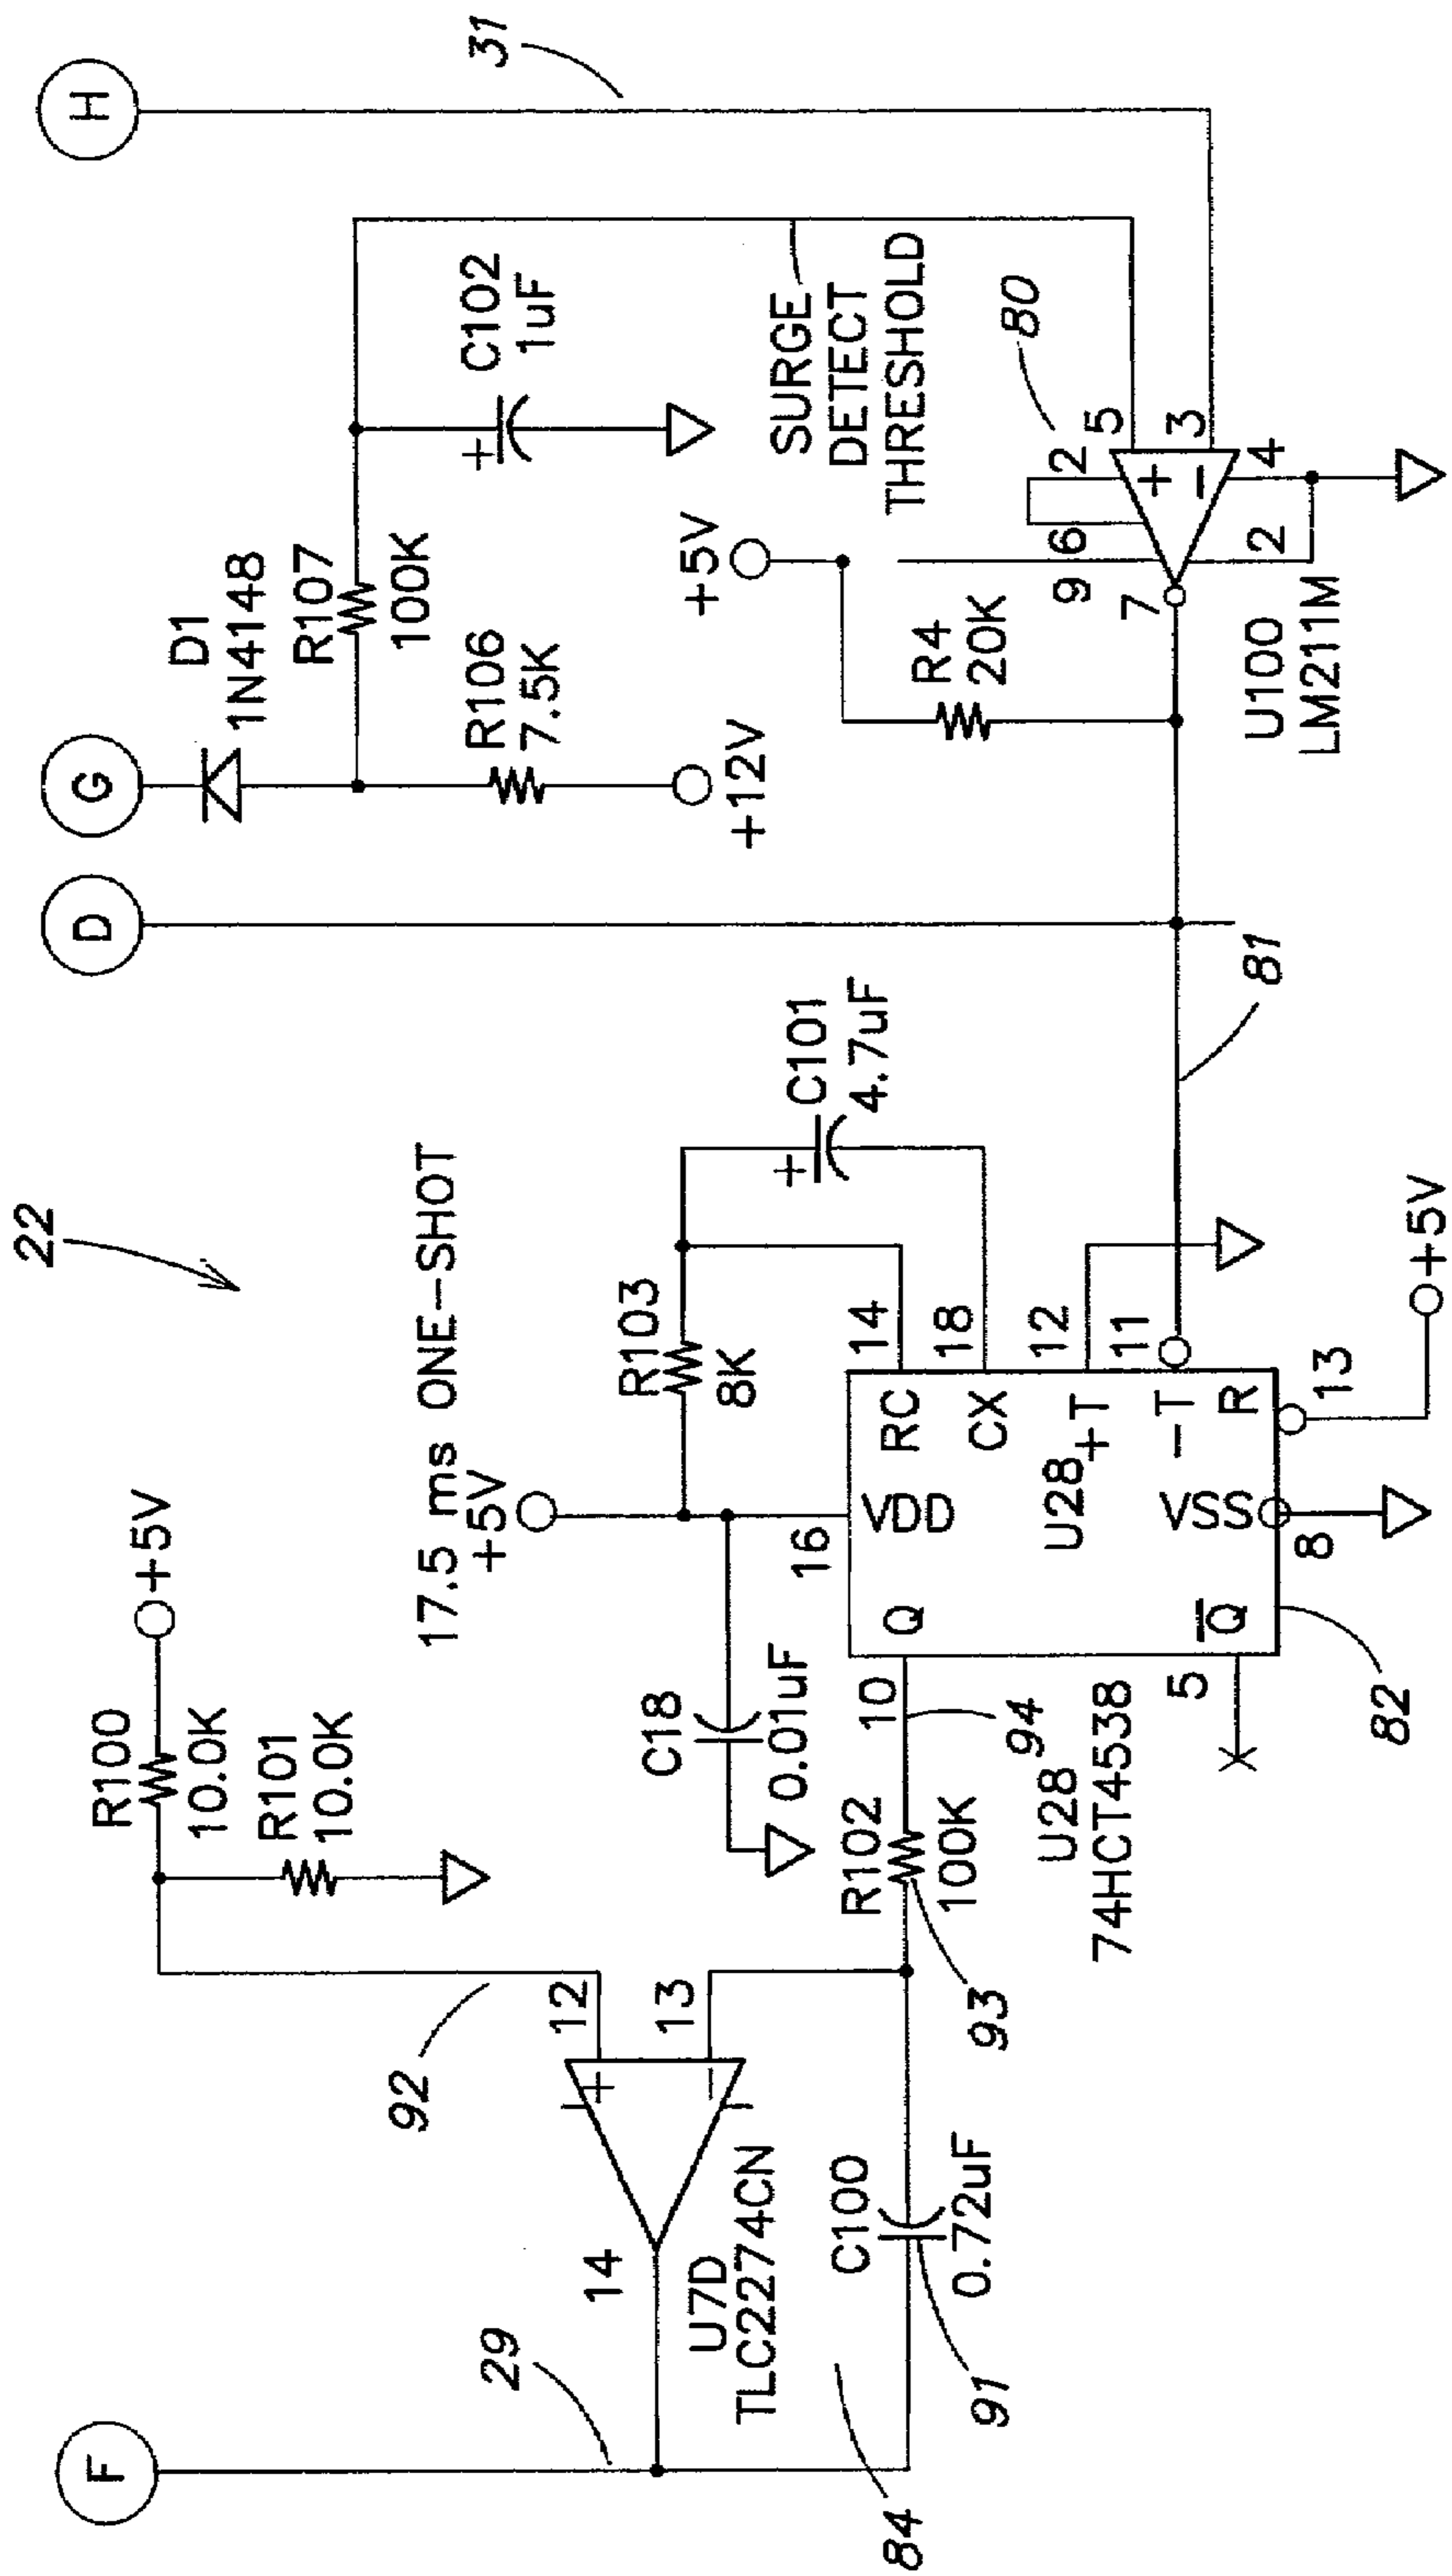 22
F
29
84
C100
0.72uF
91
14
U7D
TLC2274CN
+
−
12
13
92
R100
10.0K
R101
10.0K
+5V
93
R102
100K
94
10
U28
74HCT4538
5
82
17.5 ms ONE-SHOT
+5V
C18
0.01uF
16
VDD
Q
Q
U28
VSS
8
RC
CX
+T
−T
R
14
18
12
11
13
+5V
R103
8K
+
C101
4.7uF
81
D
G
D1
1N4148
R107
100K
R106
7.5K
+12V
+
C102
1uF
SURGE
DETECT
THRESHOLD
+5V
R4
20K
7
9
6
2
5
3
4
2
+
−
80
U100
LM211M
H
31